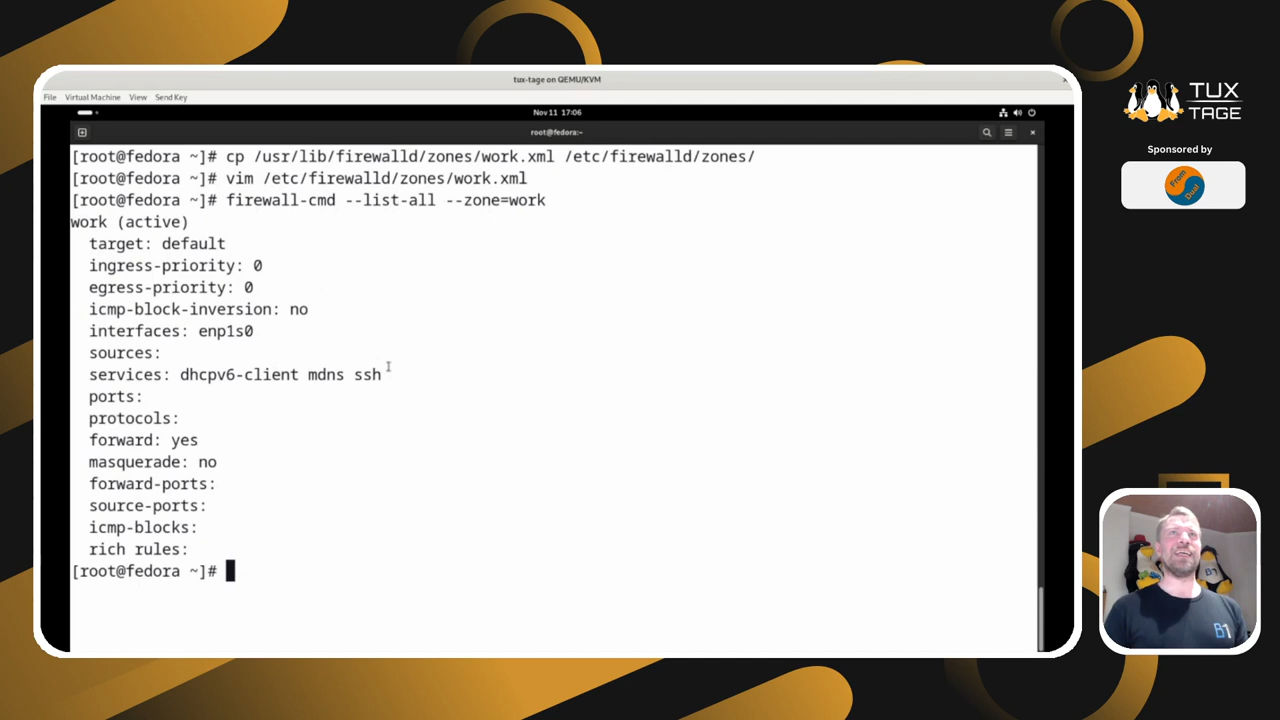 tux-tage on QEMU/KVM
File Virtual Machine View Send Key
Nov 11 17:06
root@fedora:~
[root@fedora ~]# cp /usr/lib/firewalld/zones/work.xml /etc/firewalld/zones/
[root@fedora ~]# vim /etc/firewalld/zones/work.xml
[root@fedora ~]# firewall-cmd --list-all --zone=work
work (active)
  target: default
  ingress-priority: 0
  egress-priority: 0
  icmp-block-inversion: no
  interfaces: enp1s0
  sources:
  services: dhcpv6-client mdns ssh
  ports:
  protocols:
  forward: yes
  masquerade: no
  forward-ports:
  source-ports:
  icmp-blocks:
  rich rules:
[root@fedora ~]#
TUX
TAGE
Sponsored by
From
Dual
B1
B1